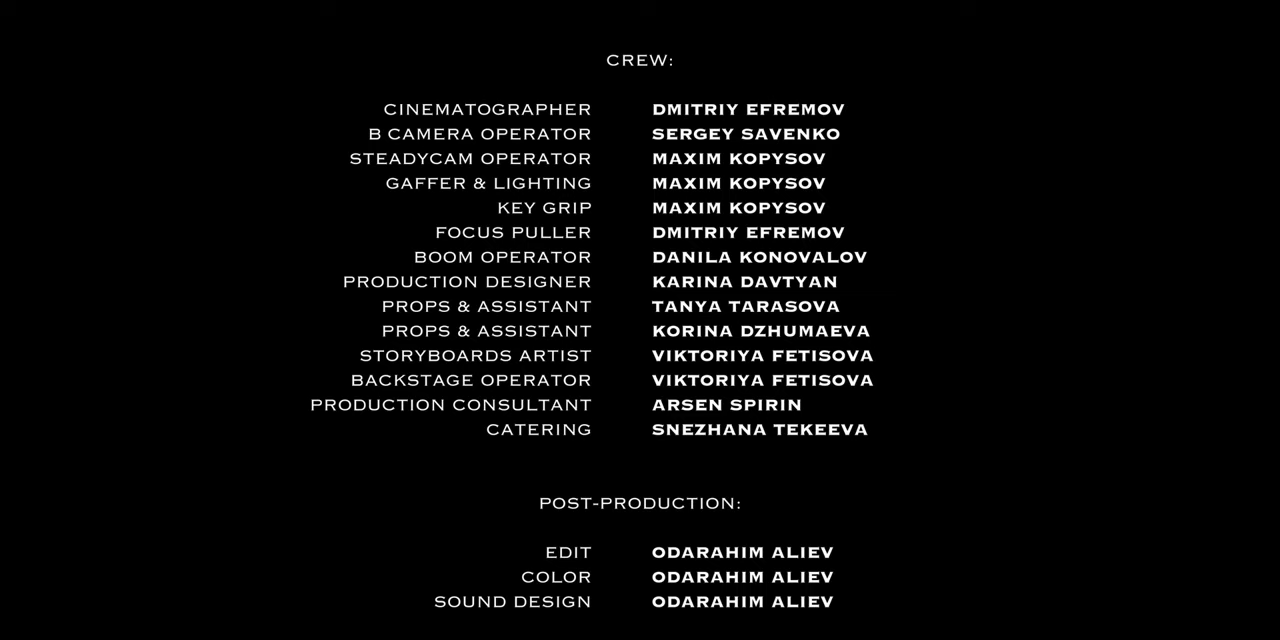 CREW:
CINEMATOGRAPHER DMITRIY EFREMOV
B CAMERA OPERATOR SERGEY SAVENKO
STEADYCAM OPERATOR MAXIM KOPYSOV
GAFFER & LIGHTING MAXIM KOPYSOV
KEY GRIP MAXIM KOPYSOV
FOCUS PULLER DMITRIY EFREMOV
BOOM OPERATOR DANILA KONOVALOV
PRODUCTION DESIGNER KARINA DAVTYAN
PROPS & ASSISTANT TANYA TARASOVA
PROPS & ASSISTANT KORINA DZHUMAEVA
STORYBOARDS ARTIST VIKTORIYA FETISOVA
BACKSTAGE OPERATOR VIKTORIYA FETISOVA
PRODUCTION CONSULTANT ARSEN SPIRIN
CATERING SNEZHANA TEKEEVA
POST-PRODUCTION:
EDIT ODARAHIM ALIEV
COLOR ODARAHIM ALIEV
SOUND DESIGN ODARAHIM ALIEV